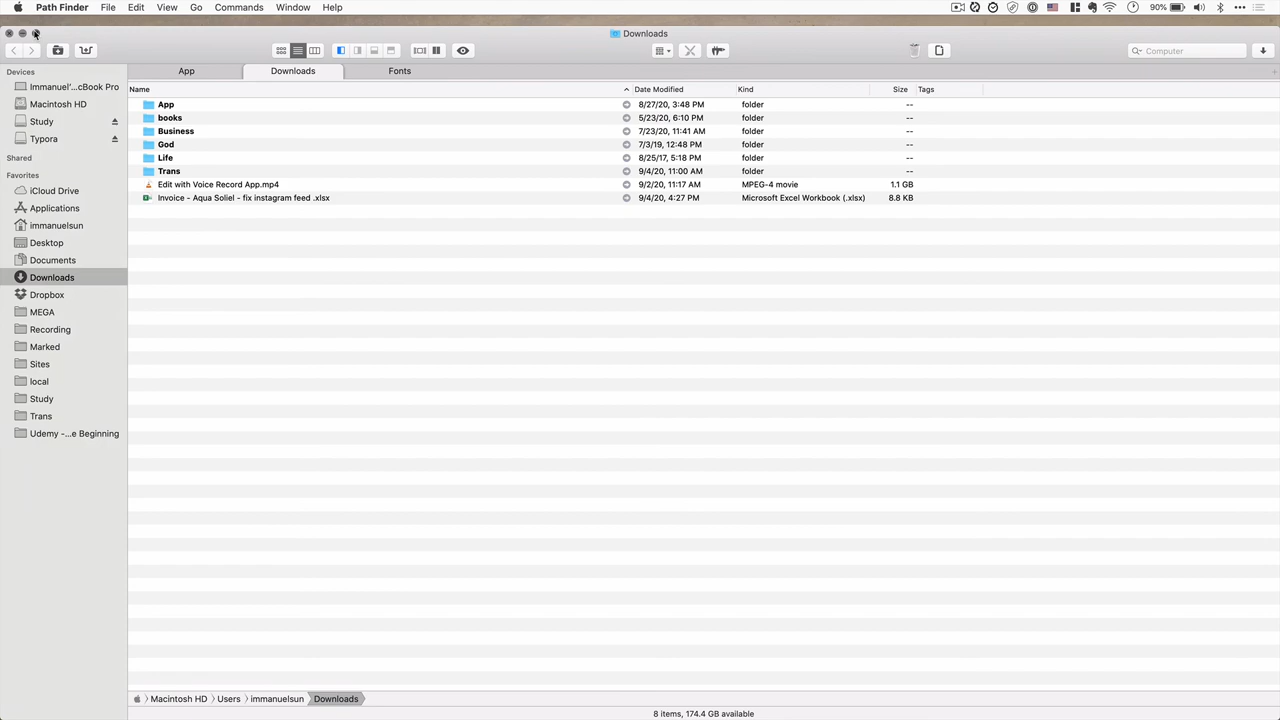 Path Finder File Edit View Go Commands Window Help 90%
Downloads
Computer
Devices
Immanuel'...cBook Pro
Macintosh HD
Study
Typora
Shared
Favorites
iCloud Drive
Applications
immanuelsun
Desktop
Documents
Downloads
Dropbox
MEGA
Recording
Marked
Sites
local
Study
Trans
Udemy -...e Beginning
App Downloads Fonts
Name Date Modified Kind Size Tags
App 8/27/20, 3:48 PM folder --
books 5/23/20, 6:10 PM folder --
Business 7/23/20, 11:41 AM folder --
God 7/3/19, 12:48 PM folder --
Life 8/25/17, 5:18 PM folder --
Trans 9/4/20, 11:00 AM folder --
Edit with Voice Record App.mp4 9/2/20, 11:17 AM MPEG-4 movie 1.1 GB
Invoice - Aqua Soliel - fix instagram feed .xlsx 9/4/20, 4:27 PM Microsoft Excel Workbook (.xlsx) 8.8 KB
Macintosh HD Users immanuelsun Downloads
8 items, 174.4 GB available